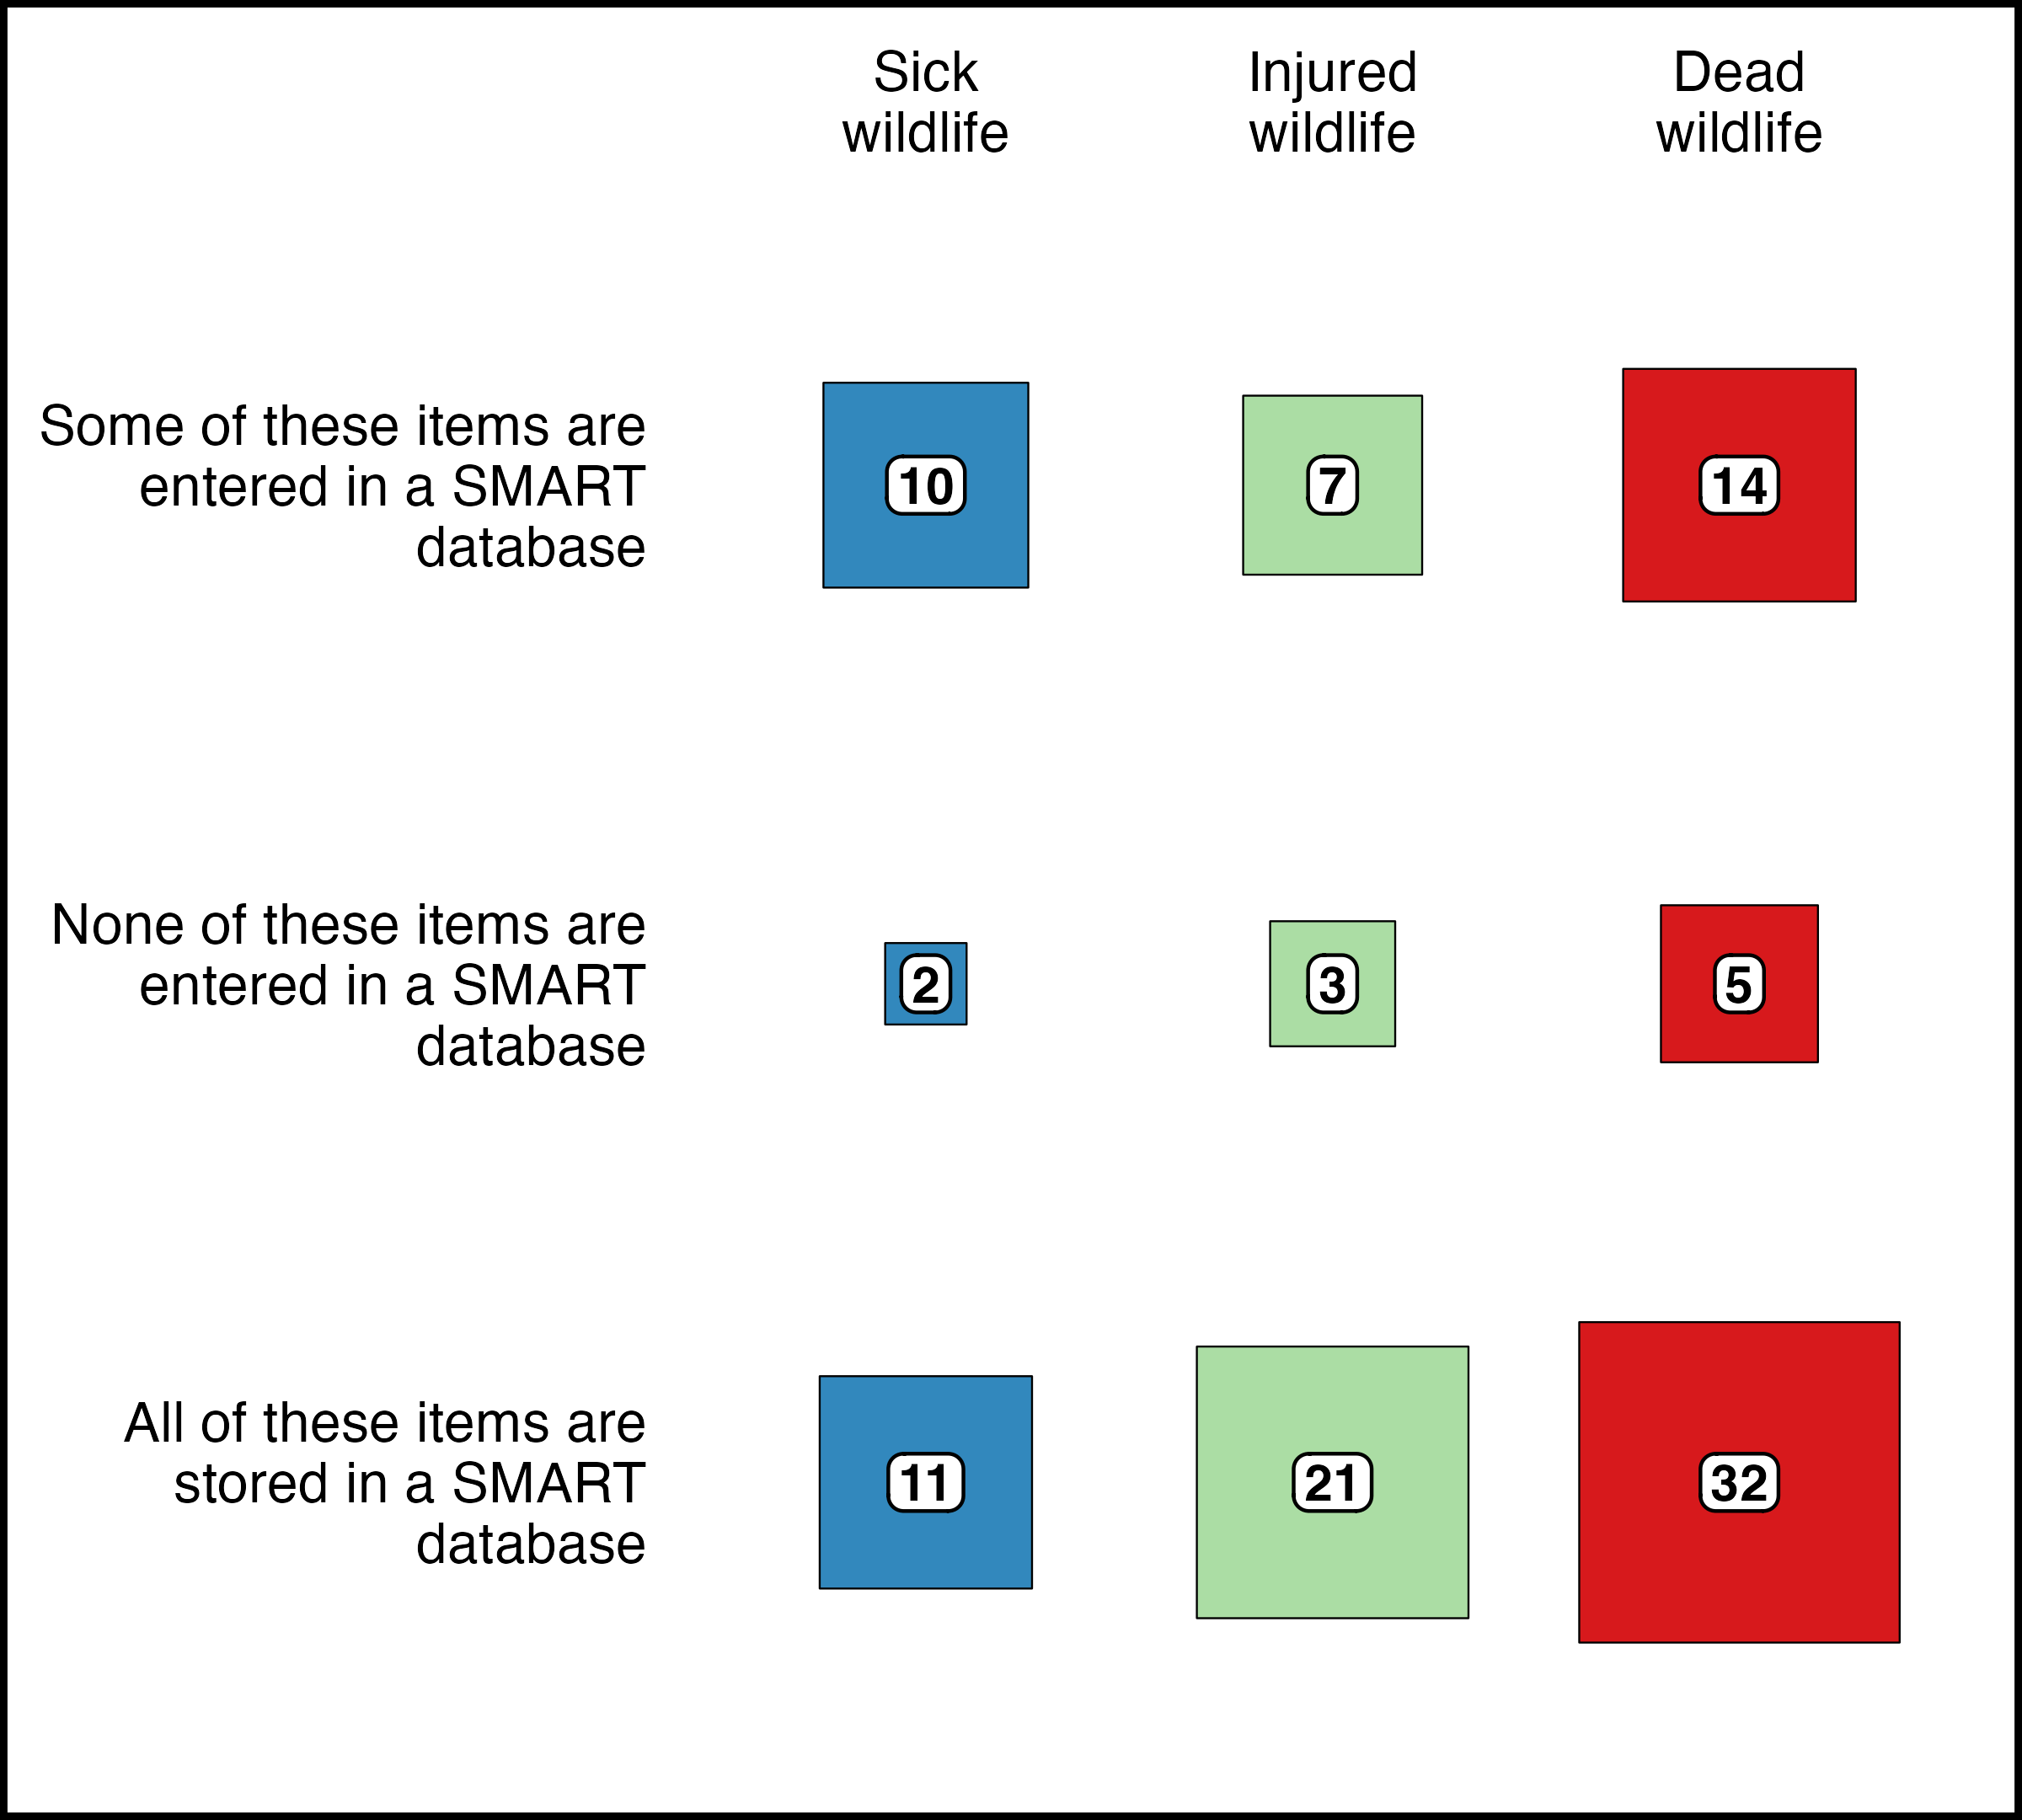 Sick
wildlife
Injured
wildlife
Dead
wildlife
Some of these items are
entered in a SMART
database
10
7
14
None of these items are
entered in a SMART
database
2
3
5
All of these items are
stored in a SMART
database
11
21
32